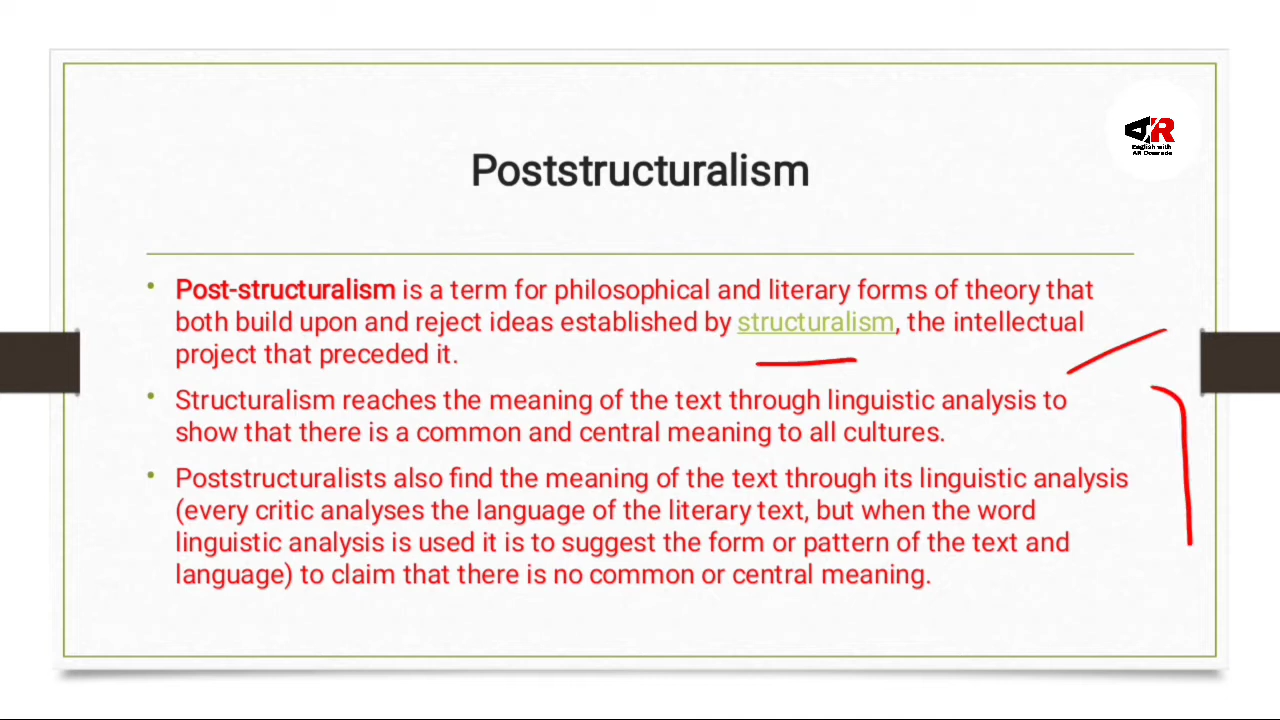 AR
English with
Poststructuralism
• Post-structuralism is a term for philosophical and literary forms of theory that
both build upon and reject ideas established by structuralism, the intellectual
project that preceded it.
• Structuralism reaches the meaning of the text through linguistic analysis to
show that there is a common and central meaning to all cultures.
• Poststructuralists also find the meaning of the text through its linguistic analysis
(every critic analyses the language of the literary text, but when the word
linguistic analysis is used it is to suggest the form or pattern of the text and
language) to claim that there is no common or central meaning.